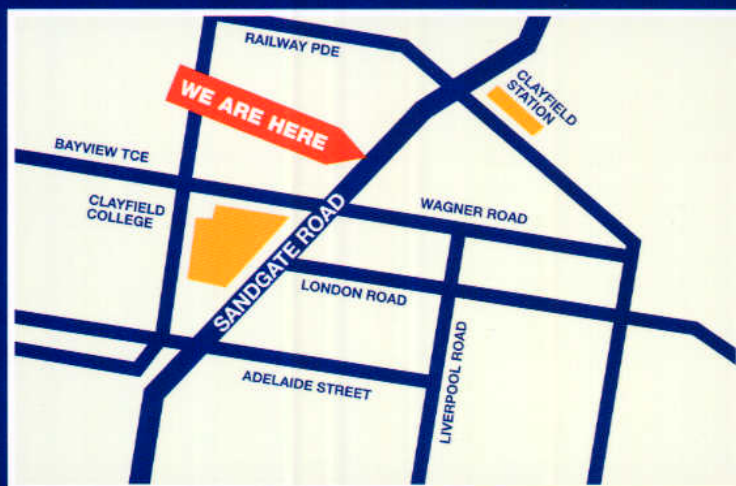 RAILWAY PDE
CLAYFIELD
STATION
WE ARE HERE
BAYVIEW TCE
CLAYFIELD
COLLEGE
WAGNER ROAD
SANDGATE ROAD
LONDON ROAD
LIVERPOOL ROAD
ADELAIDE STREET